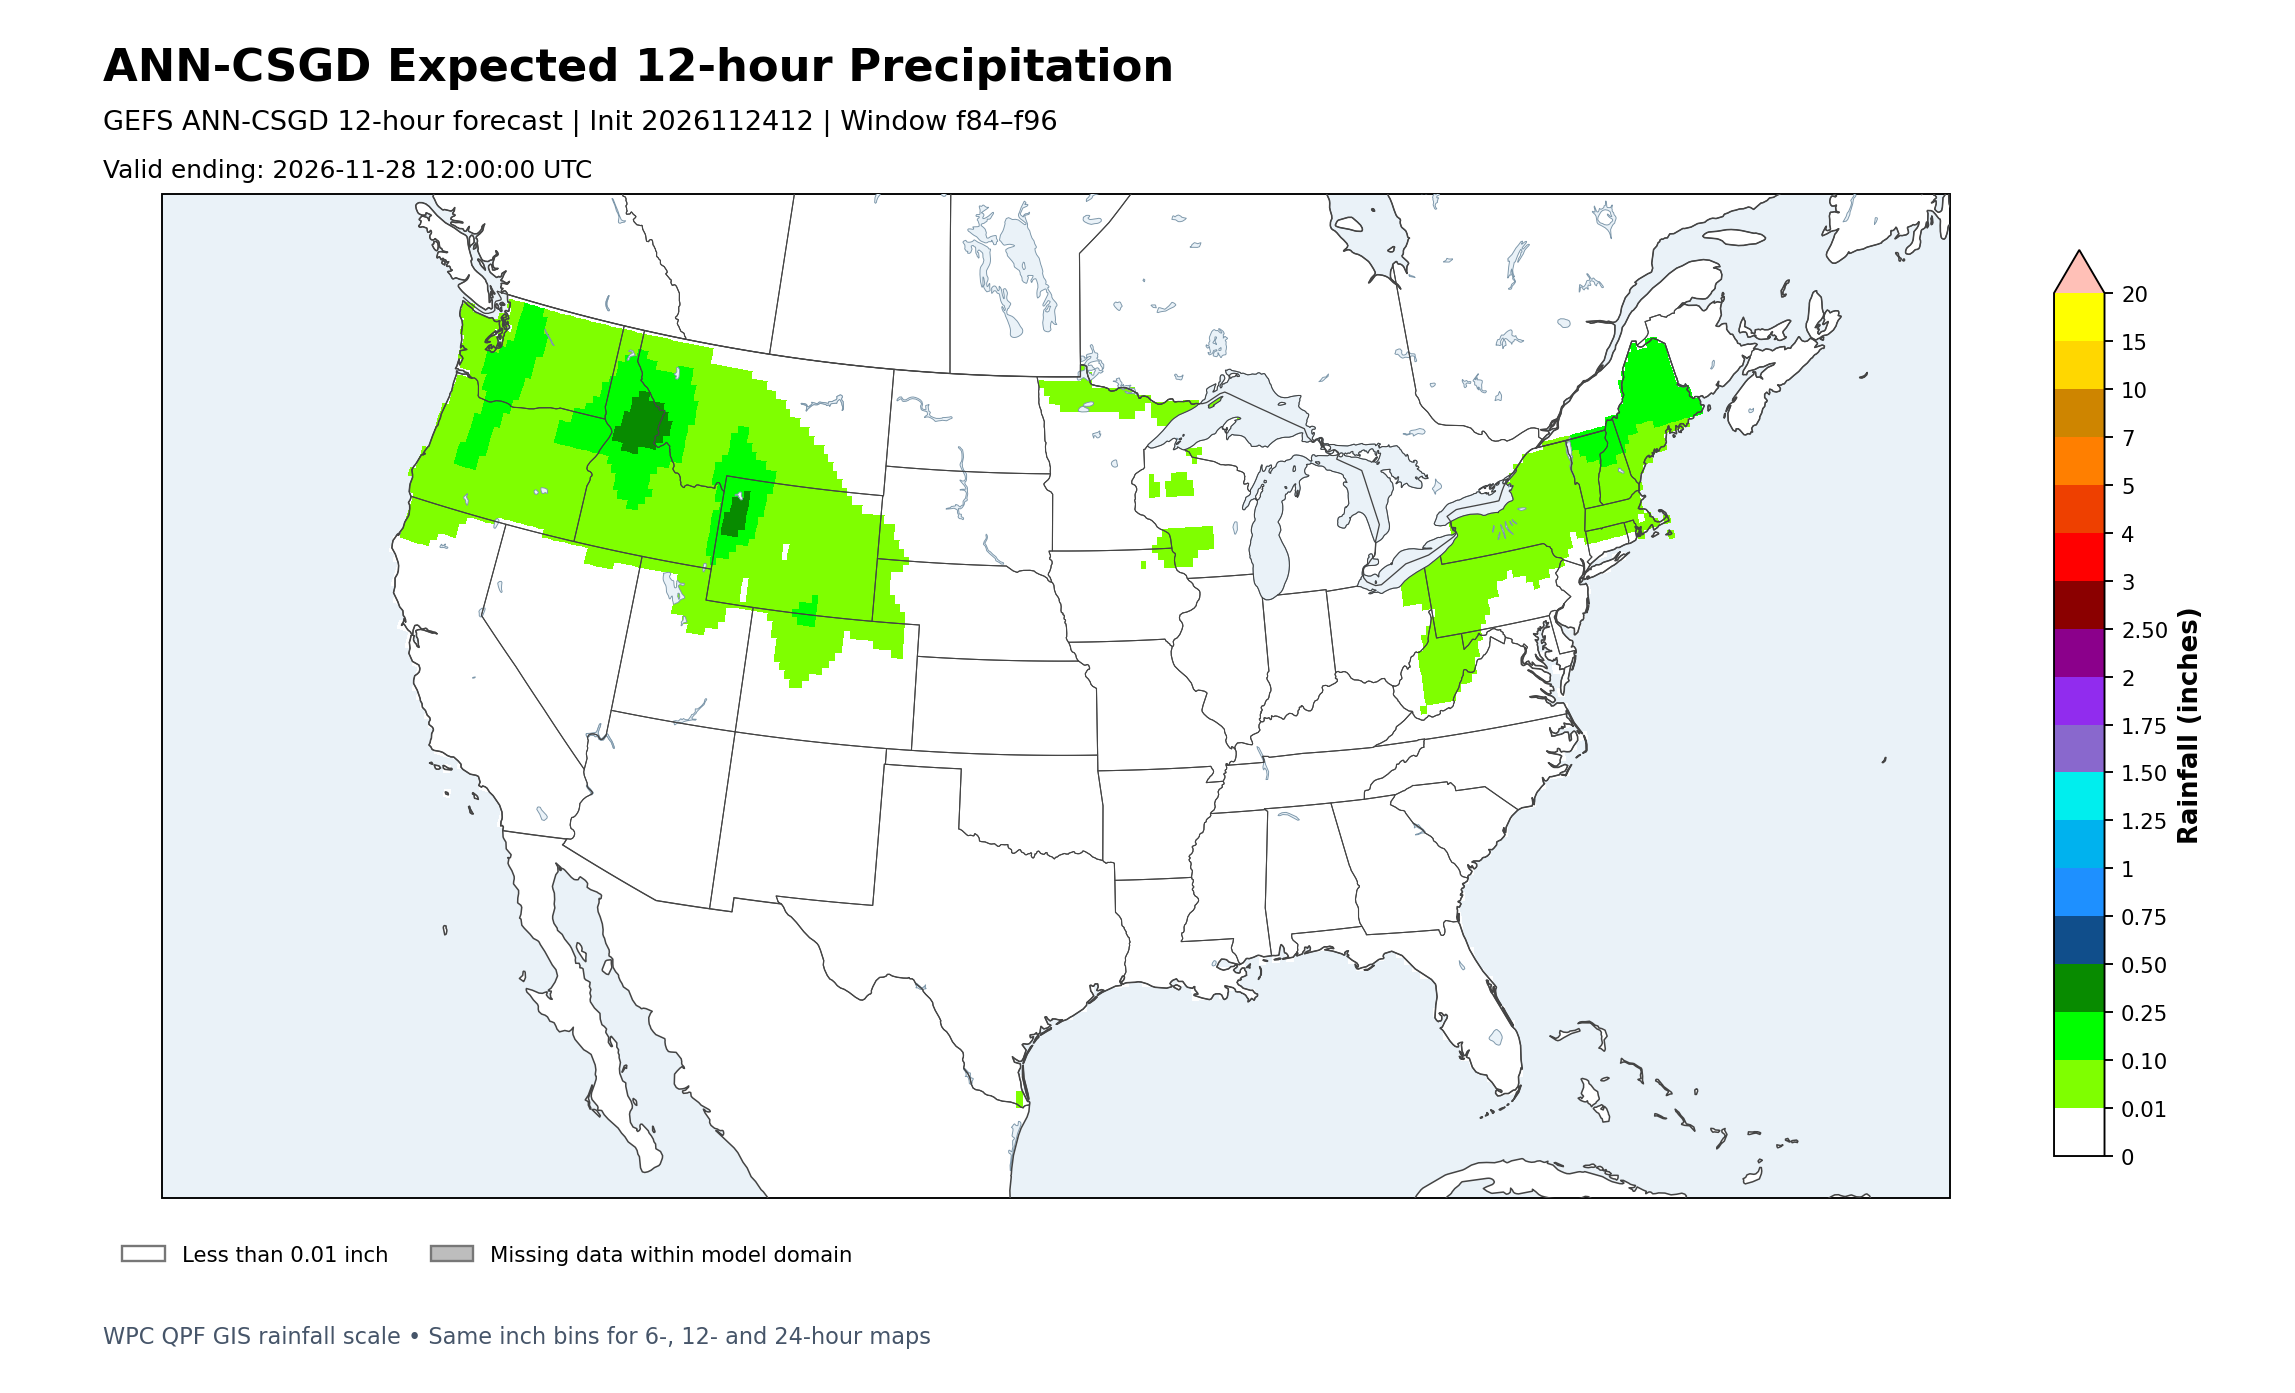 ANN-CSGD Expected 12-hour Precipitation
GEFS ANN-CSGD 12-hour forecast | Init 2026112412 | Window f84–f96
Valid ending: 2026-11-28 12:00:00 UTC
20
15
10
7
5
4
3
2.50
2
1.75
1.50
1.25
1
0.75
0.50
0.25
0.10
0.01
0
Rainfall (inches)
Less than 0.01 inch
Missing data within model domain
WPC QPF GIS rainfall scale • Same inch bins for 6-, 12- and 24-hour maps